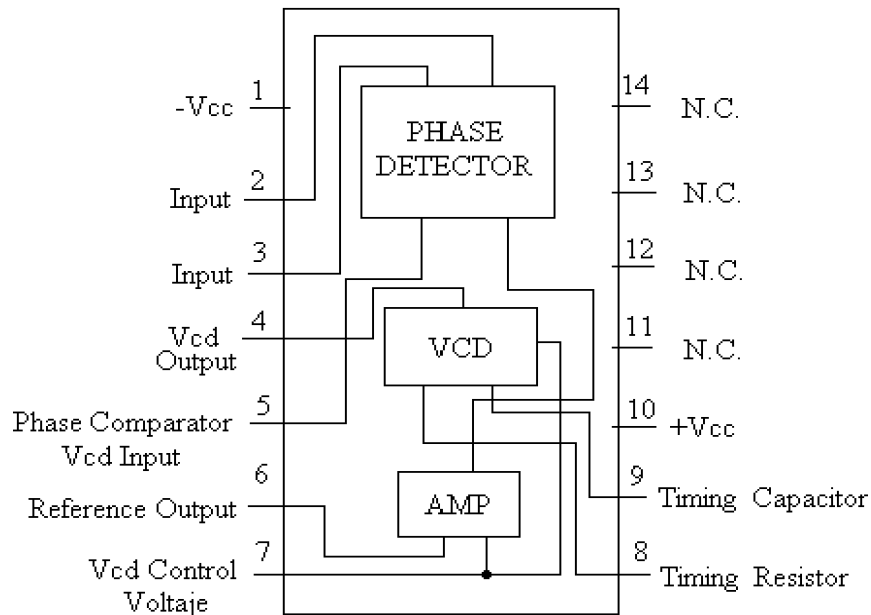 1
-Vcc
2
Input
3
Input
4
Vcd
Output
5
Phase Comparator
Vcd Input
6
Reference Output
7
Vcd Control
Voltaje
PHASE
DETECTOR
VCD
AMP
14
N.C.
13
N.C.
12
N.C.
11
N.C.
10
+Vcc
9
Timing Capacitor
8
Timing Resistor